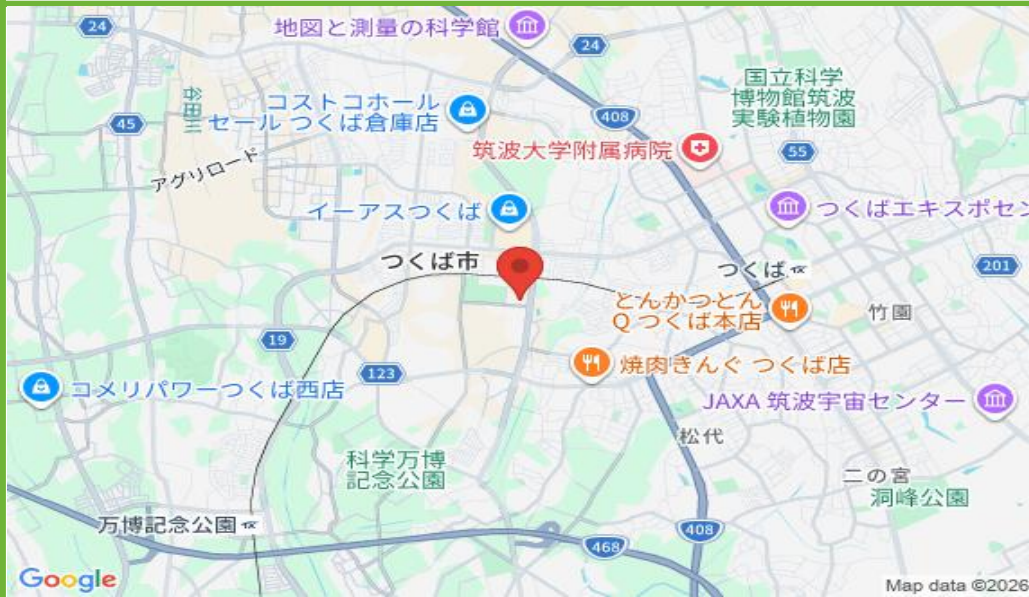 24
地図と測量の科学館
24
国立科学
博物館筑波
実験植物園
谷田川
コストコホール
セール つくば倉庫店
408
45
筑波大学附属病院
55
アグリロード
イーアスつくば
つくばエキスポセン
つくば市
つくば
201
とんかつとん
Q つくば本店
竹園
19
123
焼肉きんぐ つくば店
コメリパワーつくば西店
JAXA 筑波宇宙センター
松代
科学万博
記念公園
二の宮
洞峰公園
万博記念公園
408
468
Google
Map data ©2026